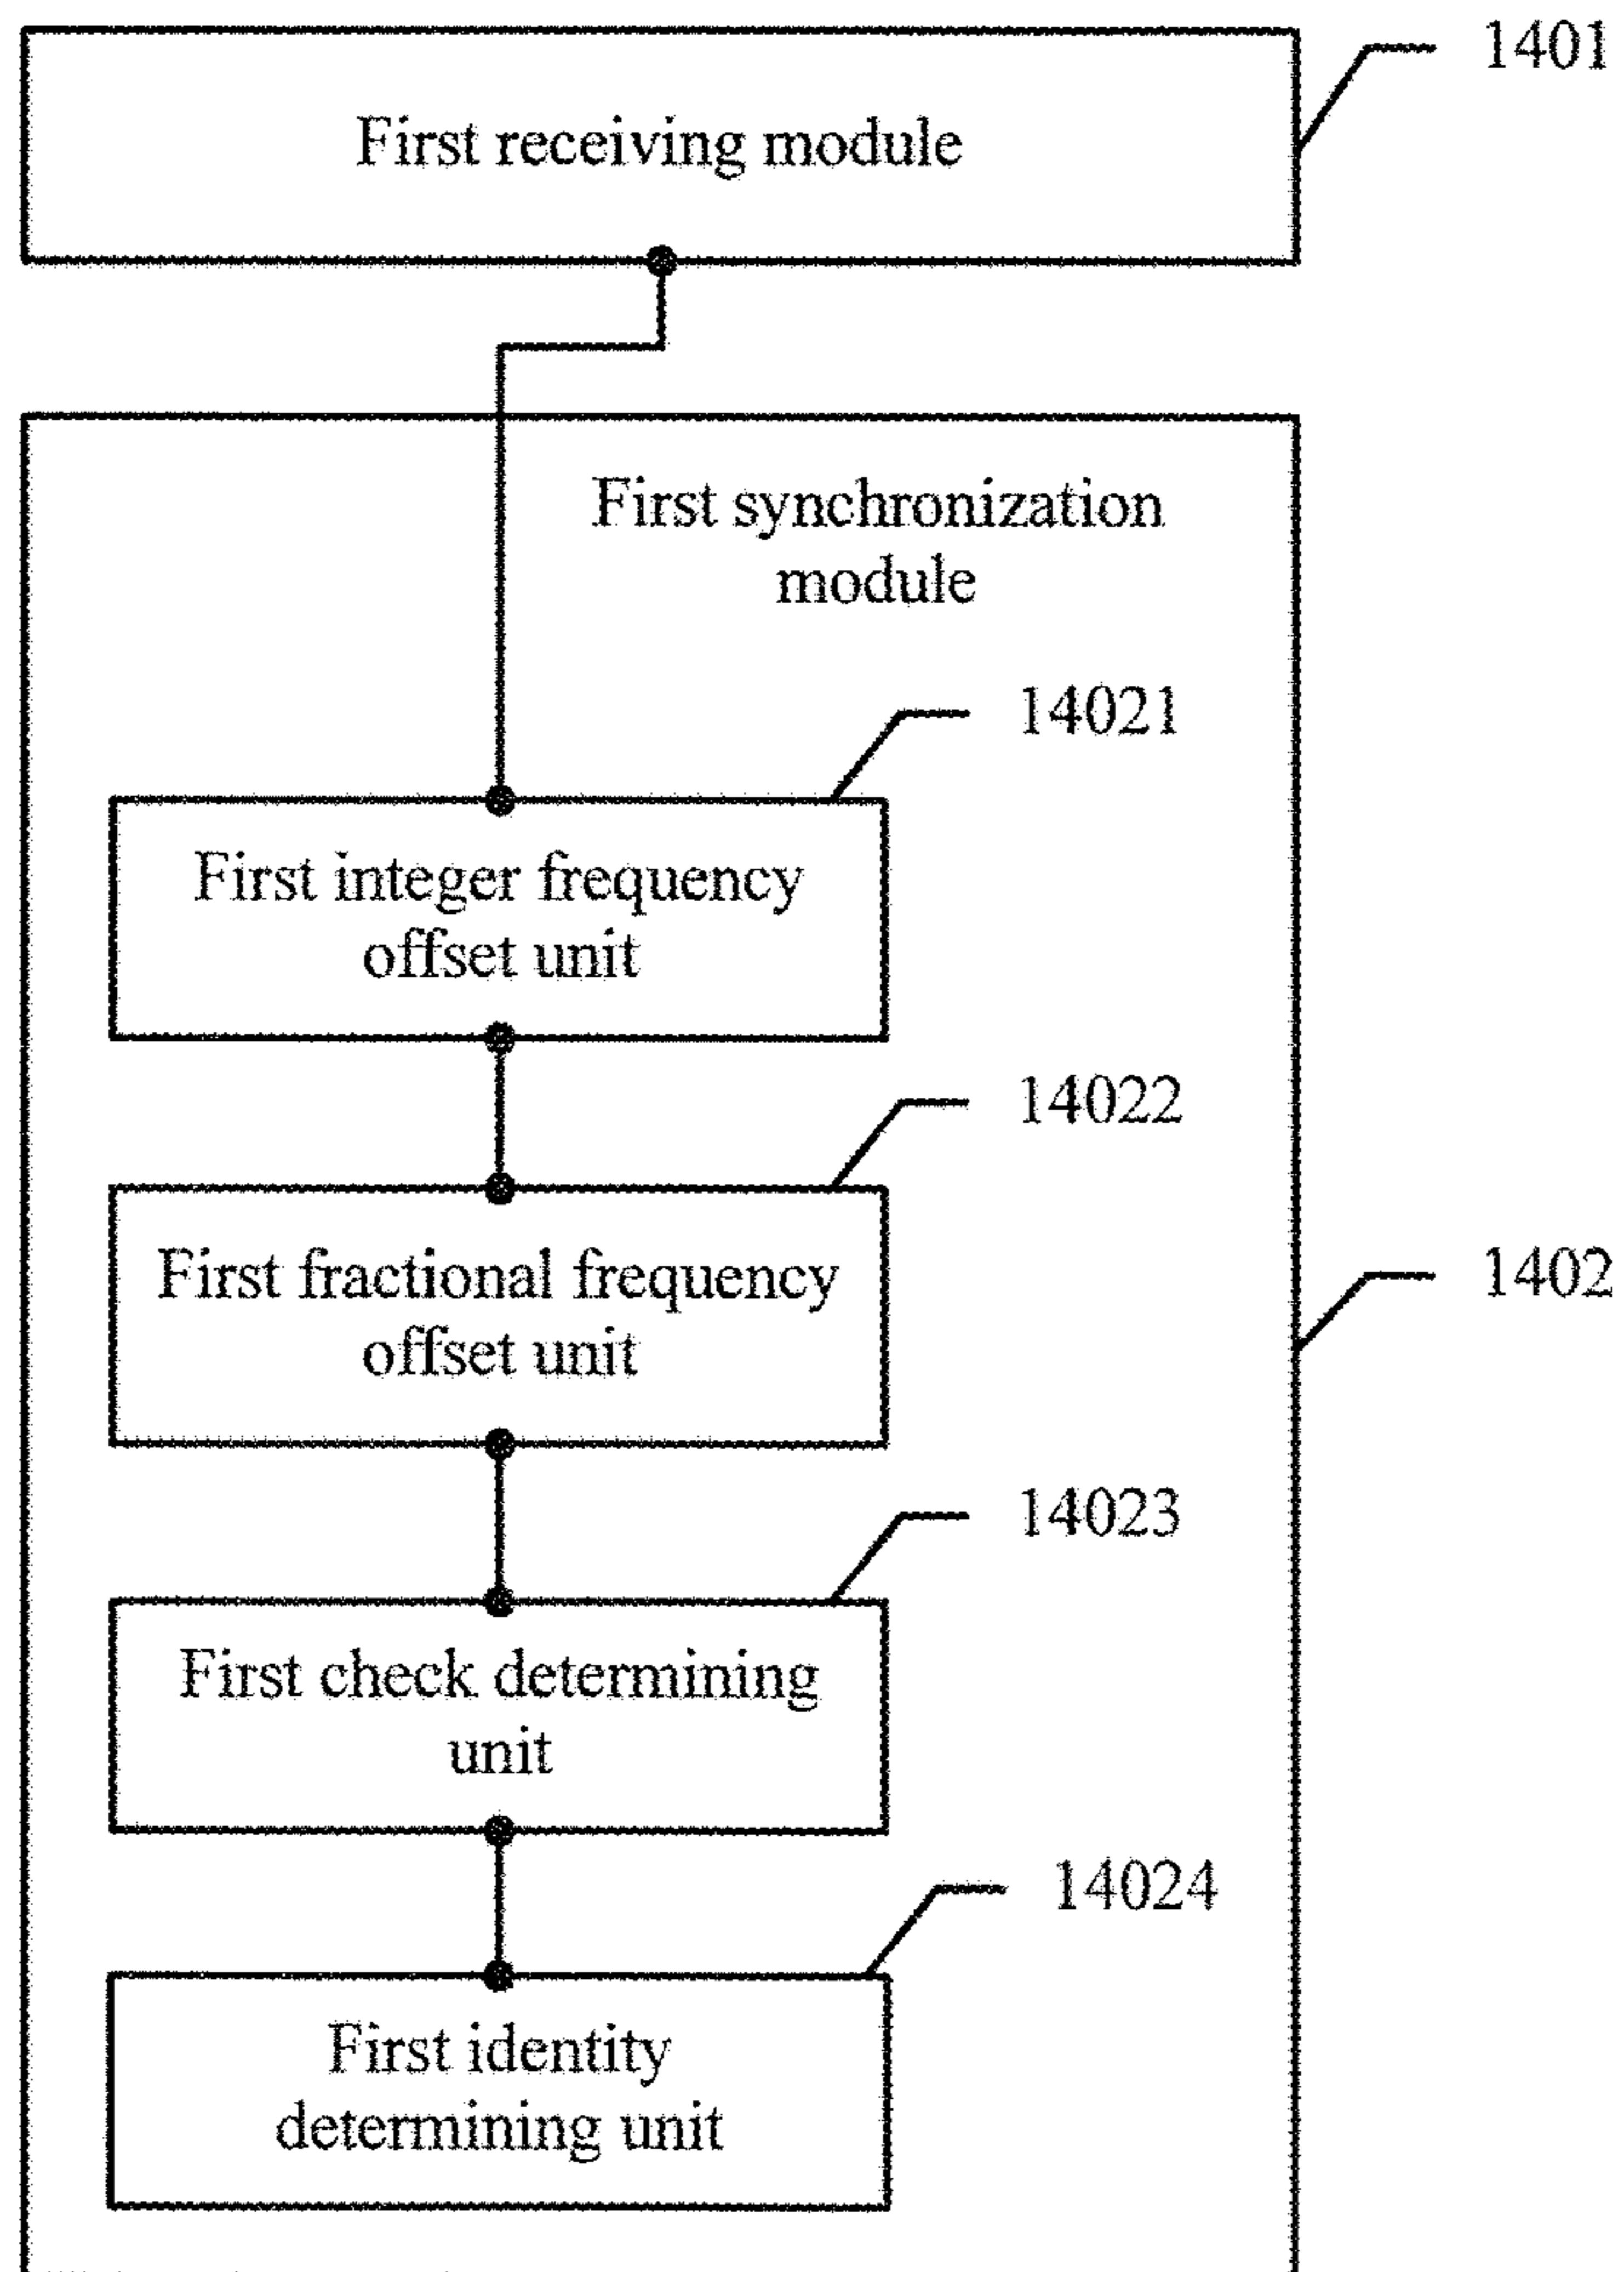 1401
First receiving module
First synchronization
module
14021
First integer frequency
offset unit
14022
First fractional frequency
offset unit
1402
14023
First check determining
unit
14024
First identity
determining unit